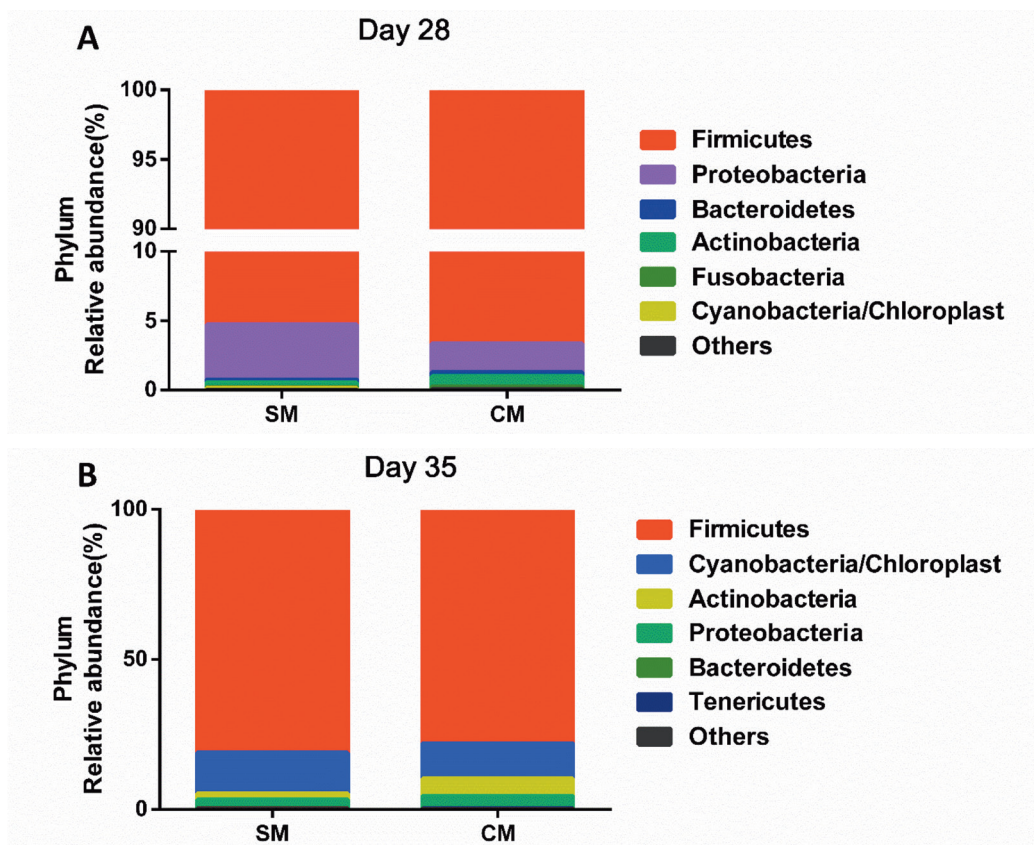 A
Day 28
Phylum
Relative abundance(%)
100
95
90
10
5
0
SM
CM
Firmicutes
Proteobacteria
Bacteroidetes
Actinobacteria
Fusobacteria
Cyanobacteria/Chloroplast
Others
B
Day 35
Phylum
Relative abundance(%)
100
50
0
SM
CM
Firmicutes
Cyanobacteria/Chloroplast
Actinobacteria
Proteobacteria
Bacteroidetes
Tenericutes
Others